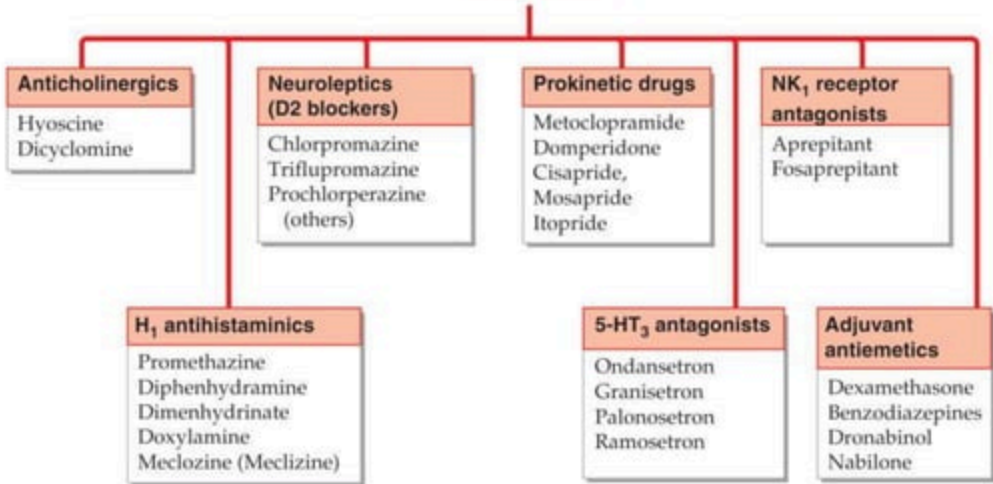 Anticholinergics
Hyoscine
Dicyclomine
Neuroleptics
(D2 blockers)
Chlorpromazine
Triflupromazine
Prochlorperazine
(others)
Prokinetic drugs
Metoclopramide
Domperidone
Cisapride,
Mosapride
Itopride
NK₁ receptor
antagonists
Aprepitant
Fosaprepitant
H₁ antihistaminics
Promethazine
Diphenhydramine
Dimenhydrinate
Doxylamine
Meclozine (Meclizine)
5-HT₃ antagonists
Ondansetron
Granisetron
Palonosetron
Ramosetron
Adjuvant
antiemetics
Dexamethasone
Benzodiazepines
Dronabinol
Nabilone